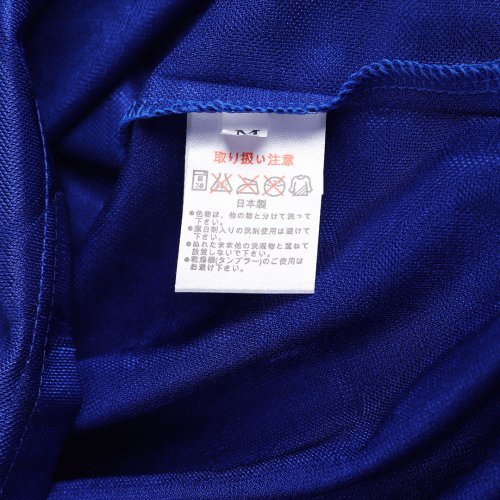 M
取り扱い注意
日本製
●色物は、他の物と分けて洗って
下さい。
●蛍白剤入りの洗剤使用は避けて
下さい。
●ぬれたまま他の洗濯物と重ねて
放置しないで下さい。
●乾燥機(タンブラー)のご使用は
お避け下さい。